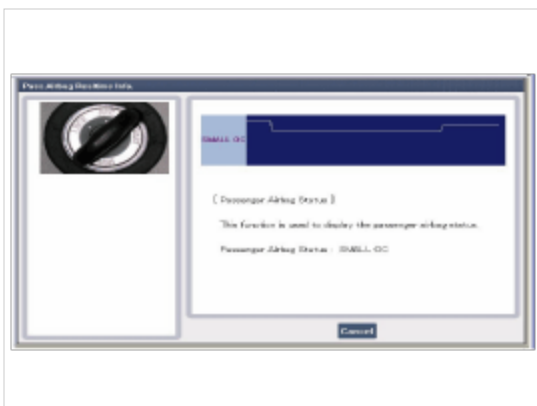 Pass Airbag Realtime Info.
SMALL OC
[ Passenger Airbag Status ]
This function is used to display the passenger airbag status.
Passenger Airbag Status : SMALL OC
Cancel